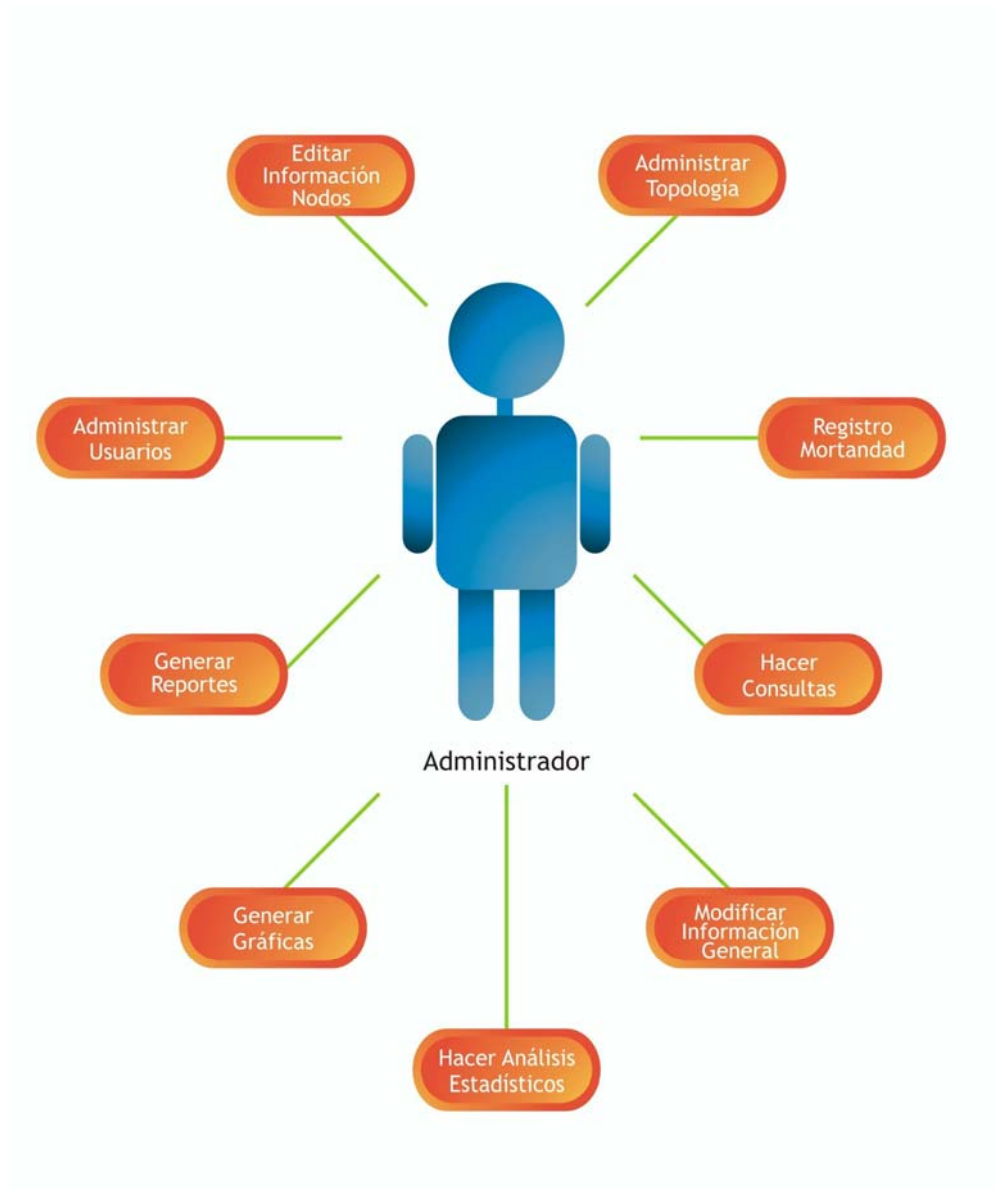 Editar
Información
Nodos
Administrar
Topología
Administrar
Usuarios
Registro
Mortandad
Generar
Reportes
Hacer
Consultas
Administrador
Generar
Gráficas
Modificar
Información
General
Hacer Análisis
Estadísticos